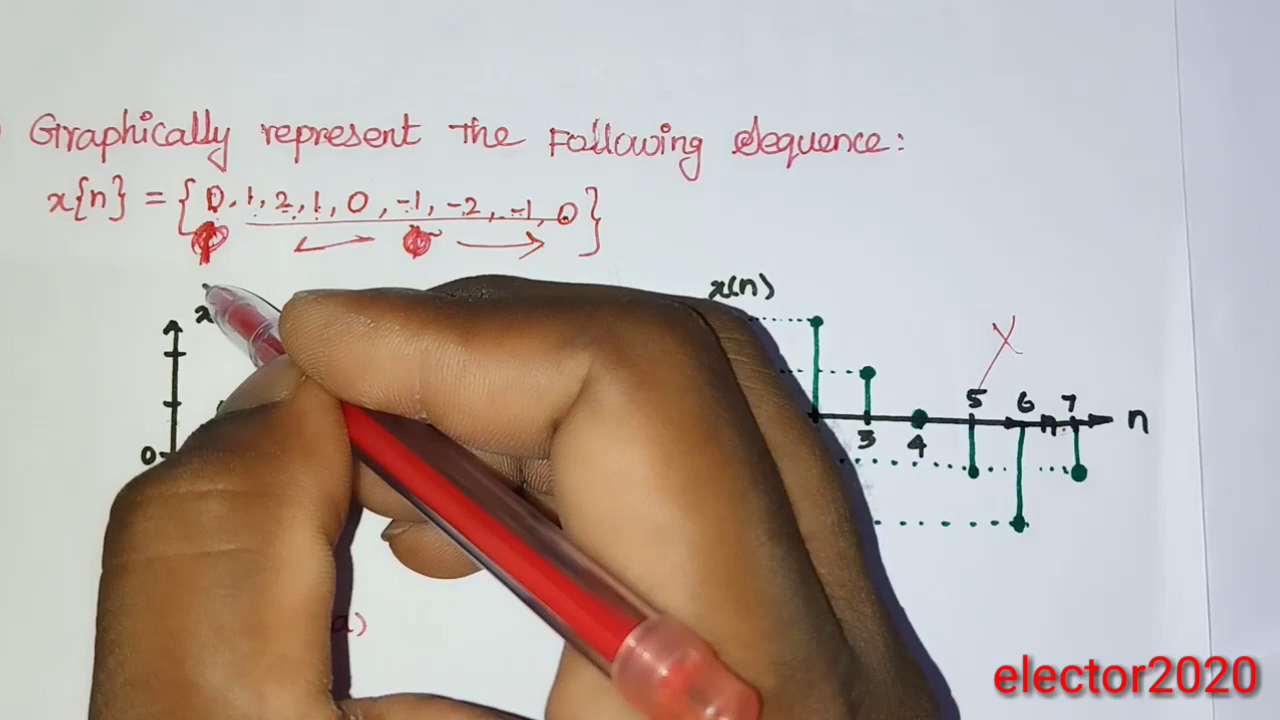 Graphically represent the Following Sequence:
x{n} = { 0, 1, 2, 1, 0, -1, -2, -1, 0 }
x(n)
5 6 7
n n
3 4
0
a)
elector2020